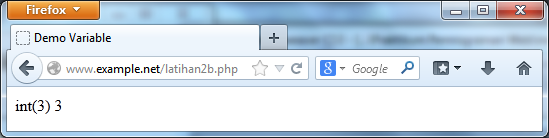 Firefox
Demo Variable
www.example.net/latihan2b.php
Google
int(3) 3